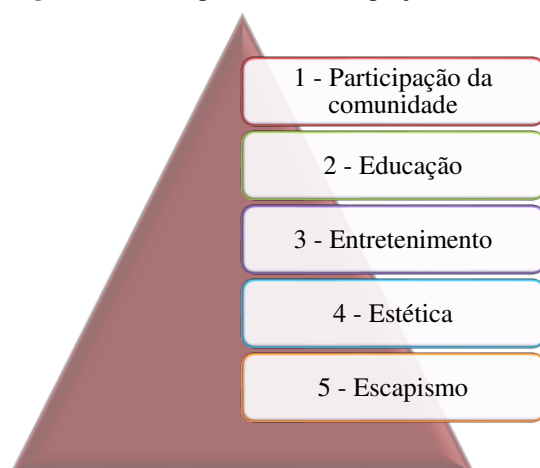 1 - Participação da
comunidade
2 - Educação
3 - Entretenimento
4 - Estética
5 - Escapismo